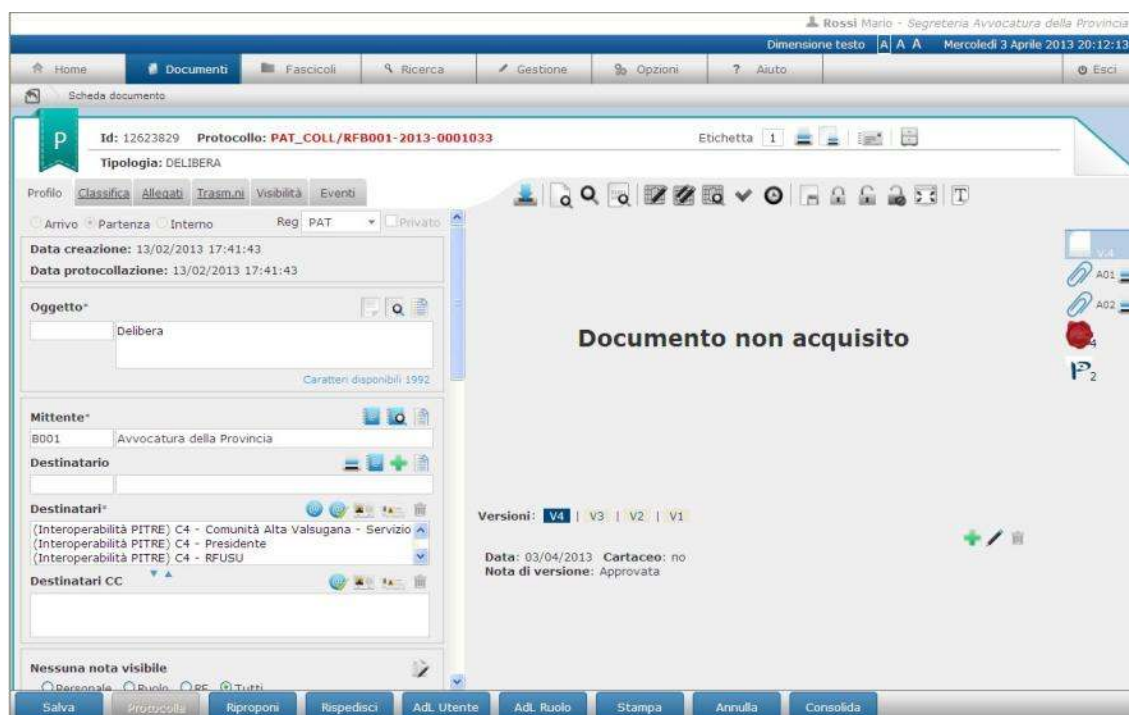 Rossi Mario - Segreteria Avvocatura della Provincia
Dimensione testo A A A Mercoledì 3 Aprile 2013 20:12:13
Home Documenti Fascicoli Ricerca Gestione Opzioni ? Aiuto Esci
Scheda documento
P
Id: 12623829 Protocollo: PAT_COLL/RFB001-2013-0001033 Etichetta 1
Tipologia: DELIBERA
Profilo Classifica Allegati Trasm.ni Visibilità Eventi
T
Arrivo Partenza Interno Reg PAT Privato
Data creazione: 13/02/2013 17:41:43
Data protocollazione: 13/02/2013 17:41:43
Oggetto*
Delibera
Caratteri disponibili 1992
Mittente*
B001 Avvocatura della Provincia
Destinatario
Destinatari*
(Interoperabilità PITRE) C4 - Comunità Alta Valsugana - Servizio
(Interoperabilità PITRE) C4 - Presidente
(Interoperabilità PITRE) C4 - RFUSU
Destinatari CC
Nessuna nota visibile
Personale Ruolo RF Tutti
Documento non acquisito
V.4
A01
A02
4
P2
Versioni: V4 | V3 | V2 | V1
Data: 03/04/2013 Cartaceo: no
Nota di versione: Approvata
Salva Protocolla Riproponi Rispedisci AdL Utente AdL Ruolo Stampa Annulla Consolida